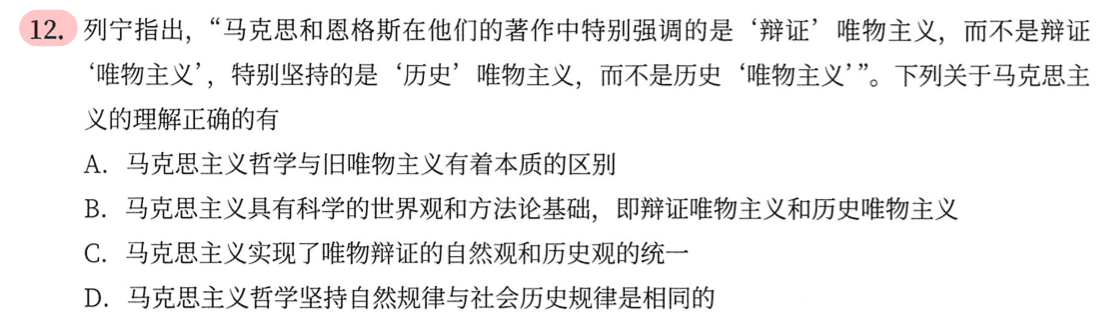 12. 列宁指出，“马克思和恩格斯在他们的著作中特别强调的是‘辩证’唯物主义，而不是辩证
‘唯物主义’，特别坚持的是‘历史’唯物主义，而不是历史‘唯物主义’”。下列关于马克思主
义的理解正确的有
A. 马克思主义哲学与旧唯物主义有着本质的区别
B. 马克思主义具有科学的世界观和方法论基础，即辩证唯物主义和历史唯物主义
C. 马克思主义实现了唯物辩证的自然观和历史观的统一
D. 马克思主义哲学坚持自然规律与社会历史规律是相同的